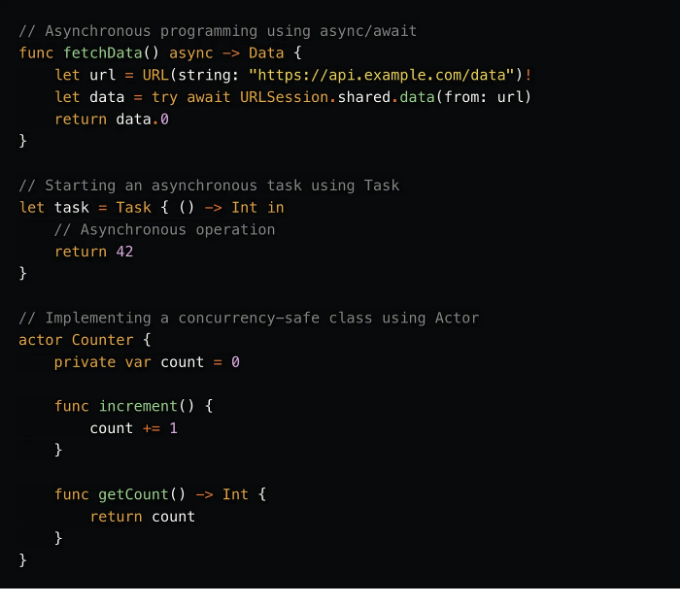 // Asynchronous programming using async/await
func fetchData() async -> Data {
    let url = URL(string: "https://api.example.com/data")!
    let data = try await URLSession.shared.data(from: url)
    return data.0
}

// Starting an asynchronous task using Task
let task = Task { () -> Int in
    // Asynchronous operation
    return 42
}

// Implementing a concurrency-safe class using Actor
actor Counter {
    private var count = 0

    func increment() {
        count += 1
    }

    func getCount() -> Int {
        return count
    }
}